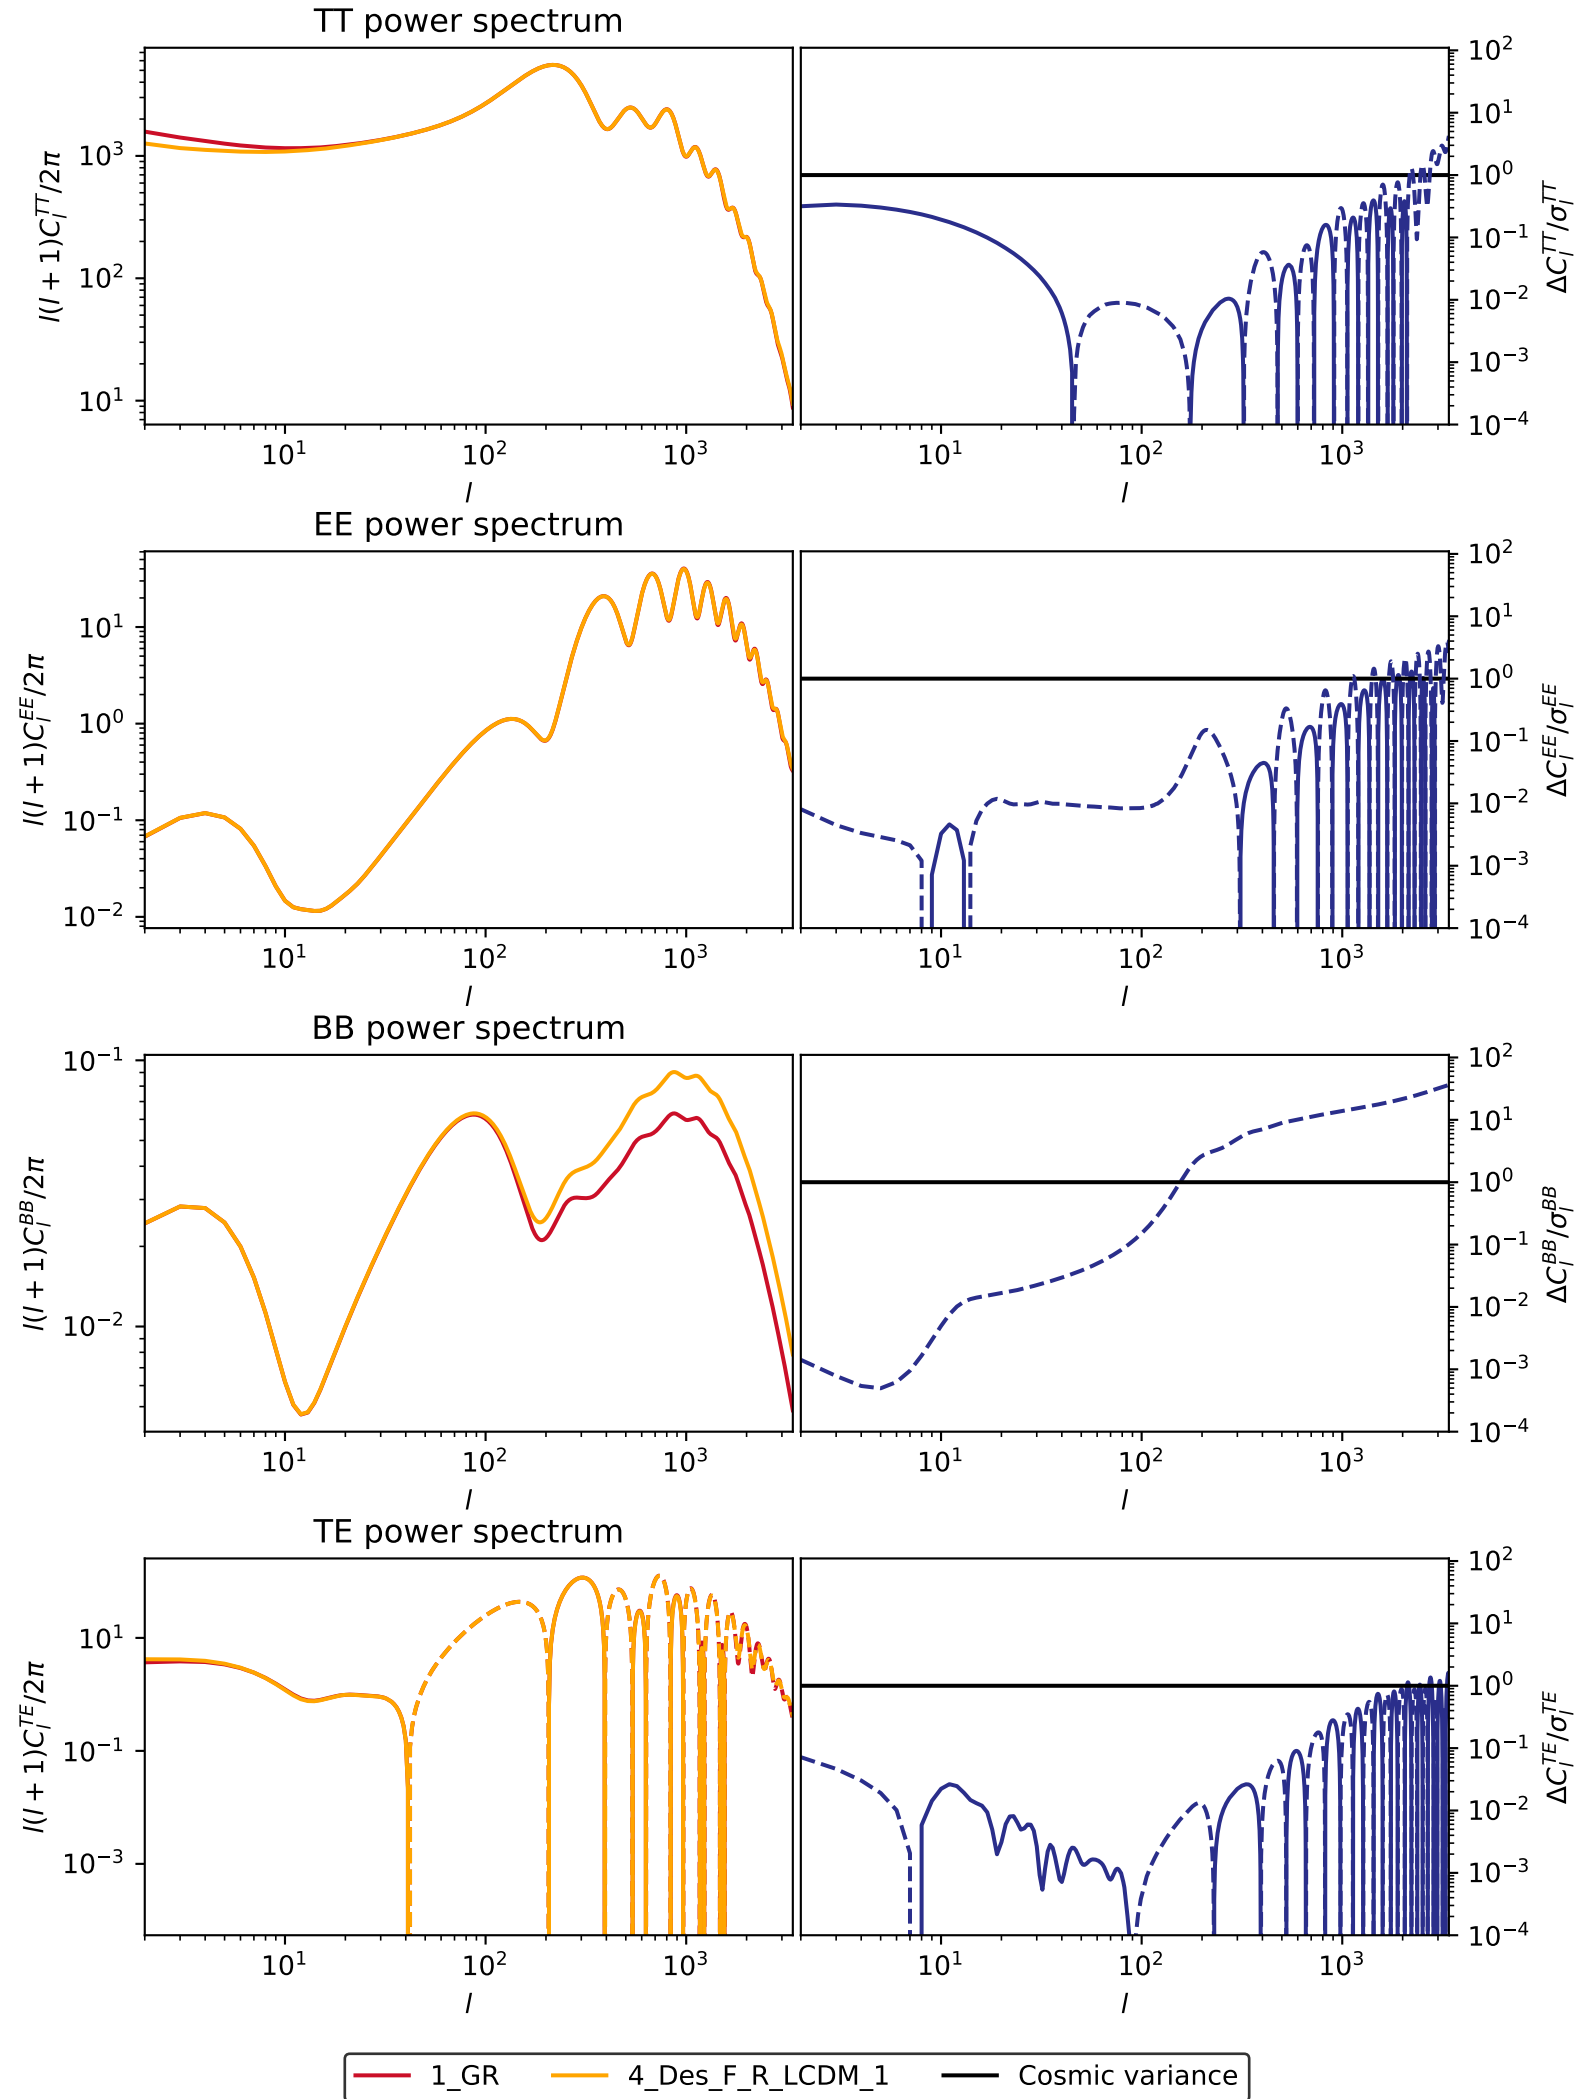 TT power spectrum
l(l + 1)C_l^{TT}/2π
10^3
10^2
10^1
10^1 10^2 10^3
l
10^2
10^1
10^0
10^{−1}
10^{−2}
10^{−3}
10^{−4}
ΔC_l^{TT}/σ_l^{TT}
10^1 10^2 10^3
l
EE power spectrum
l(l + 1)C_l^{EE}/2π
10^1
10^0
10^{−1}
10^{−2}
10^1 10^2 10^3
l
10^2
10^1
10^0
10^{−1}
10^{−2}
10^{−3}
10^{−4}
ΔC_l^{EE}/σ_l^{EE}
10^1 10^2 10^3
l
BB power spectrum
l(l + 1)C_l^{BB}/2π
10^{−1}
10^{−2}
10^1 10^2 10^3
l
10^2
10^1
10^0
10^{−1}
10^{−2}
10^{−3}
10^{−4}
ΔC_l^{BB}/σ_l^{BB}
10^1 10^2 10^3
l
TE power spectrum
l(l + 1)C_l^{TE}/2π
10^1
10^{−1}
10^{−3}
10^1 10^2 10^3
l
10^2
10^1
10^0
10^{−1}
10^{−2}
10^{−3}
10^{−4}
ΔC_l^{TE}/σ_l^{TE}
10^1 10^2 10^3
l
1_GR 4_Des_F_R_LCDM_1 Cosmic variance